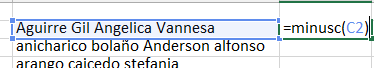 Aguirre Gil Angelica Vannesa =minusc(C2)
anicharico bolaño Anderson alfonso
arango caicedo stefania